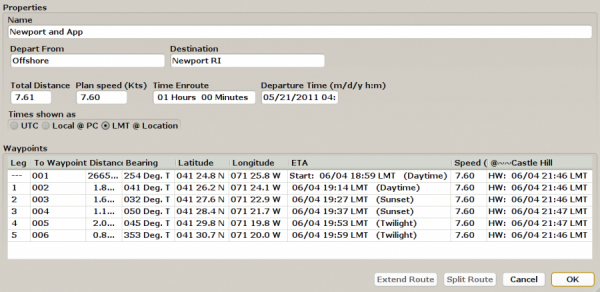 Properties
Name
Newport and App
Depart From Destination
Offshore Newport RI
Total Distance Plan speed (Kts) Time Enroute Departure Time (m/d/y h:m)
7.61 7.60 01 Hours 00 Minutes 05/21/2011 04:
Times shown as
UTC Local @ PC LMT @ Location
Waypoints
Leg To Waypoint Distanc Bearing Latitude Longitude ETA Speed ( @~~Castle Hill
--- 001 2665... 254 Deg. T 041 24.8 N 071 25.8 W Start: 06/04 18:59 LMT (Daytime) 7.60 HW: 06/04 21:46 LMT
1 002 1.8... 041 Deg. T 041 26.2 N 071 24.1 W 06/04 19:14 LMT (Daytime) 7.60 HW: 06/04 21:46 LMT
2 003 1.6... 032 Deg. T 041 27.6 N 071 22.9 W 06/04 19:27 LMT (Sunset) 7.60 HW: 06/04 21:46 LMT
3 004 1.1... 050 Deg. T 041 28.4 N 071 21.7 W 06/04 19:37 LMT (Sunset) 7.60 HW: 06/04 21:47 LMT
4 005 2.0... 045 Deg. T 041 29.8 N 071 19.8 W 06/04 19:53 LMT (Twilight) 7.60 HW: 06/04 21:47 LMT
5 006 0.8... 353 Deg. T 041 30.7 N 071 20.0 W 06/04 19:59 LMT (Twilight) 7.60 HW: 06/04 21:46 LMT
Extend Route Split Route Cancel OK